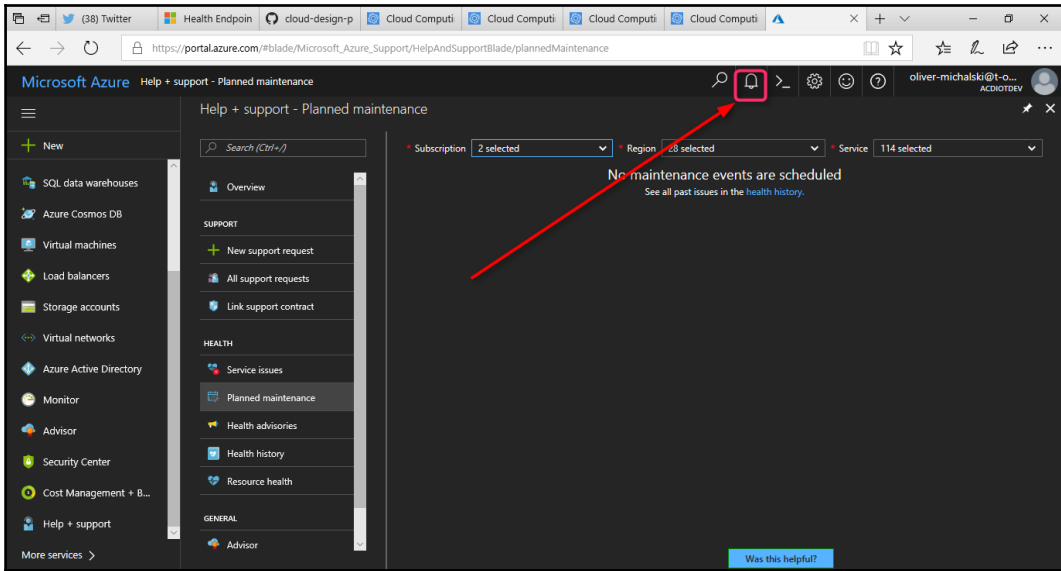 (38) Twitter
Health Endpoin
cloud-design-p
Cloud Computi
Cloud Computi
Cloud Computi
Cloud Computi
https://portal.azure.com/#blade/Microsoft_Azure_Support/HelpAndSupportBlade/plannedMaintenance
Microsoft Azure Help + support - Planned maintenance
oliver-michalski@t-o...
ACDIOTDEV
Help + support - Planned maintenance
New
SQL data warehouses
Azure Cosmos DB
Virtual machines
Load balancers
Storage accounts
Virtual networks
Azure Active Directory
Monitor
Advisor
Security Center
Cost Management + B...
Help + support
More services
Search (Ctrl+/)
Overview
SUPPORT
New support request
All support requests
Link support contract
HEALTH
Service issues
Planned maintenance
Health advisories
Health history
Resource health
GENERAL
Advisor
* Subscription 2 selected * Region 28 selected * Service 114 selected
No maintenance events are scheduled
See all past issues in the health history.
Was this helpful?